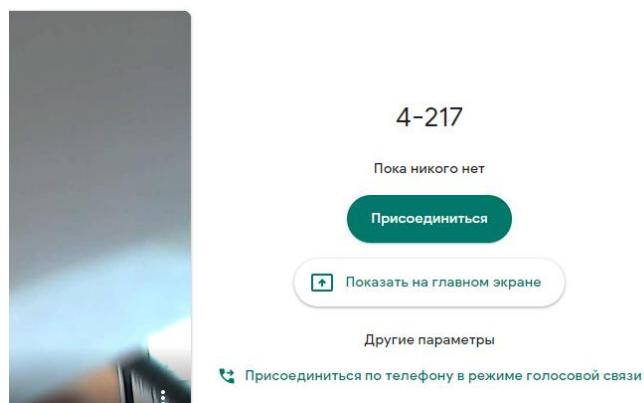 4-217
Пока никого нет
Присоединиться
Показать на главном экране
Другие параметры
Присоединиться по телефону в режиме голосовой связи